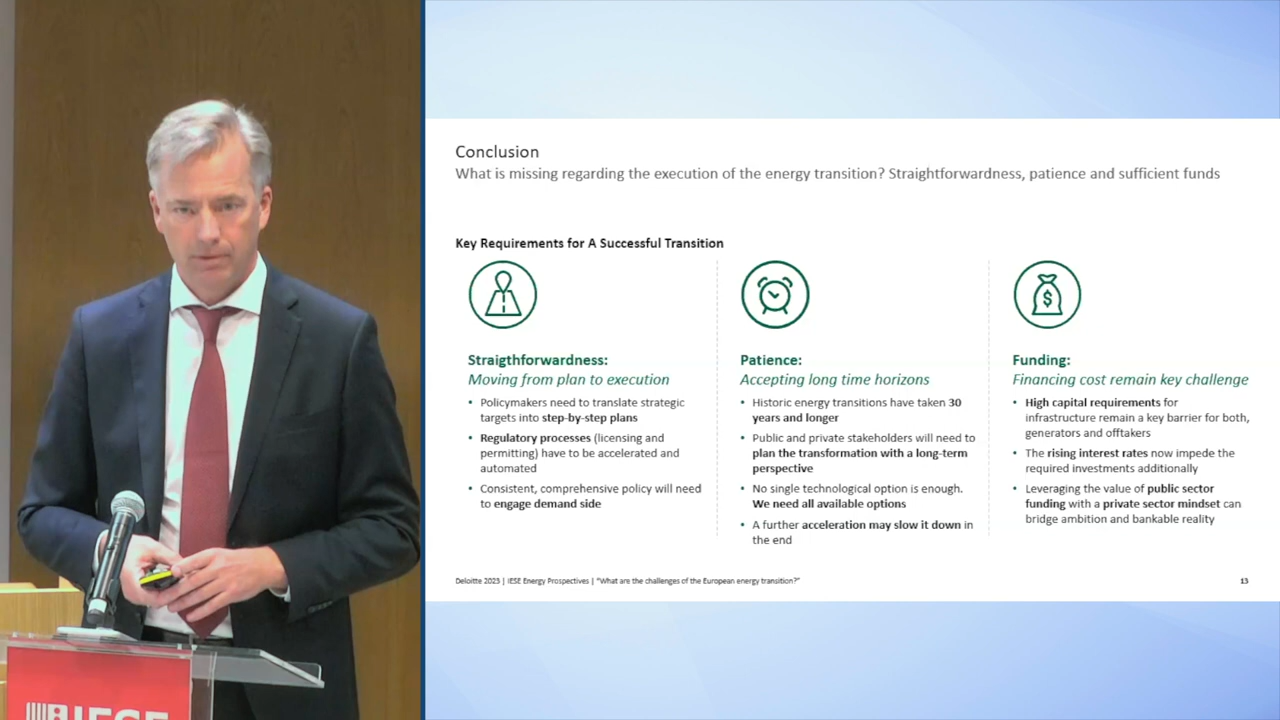 Conclusion
What is missing regarding the execution of the energy transition? Straightforwardness, patience and sufficient funds
Key Requirements for A Successful Transition
Straigthforwardness:
Moving from plan to execution
• Policymakers need to translate strategic
targets into step-by-step plans
• Regulatory processes (licensing and
permitting) have to be accelerated and
automated
• Consistent, comprehensive policy will need
to engage demand side
Patience:
Accepting long time horizons
• Historic energy transitions have taken 30
years and longer
• Public and private stakeholders will need to
plan the transformation with a long-term
perspective
• No single technological option is enough.
We need all available options
• A further acceleration may slow it down in
the end
Funding:
Financing cost remain key challenge
• High capital requirements for
infrastructure remain a key barrier for both,
generators and offtakers
• The rising interest rates now impede the
required investments additionally
• Leveraging the value of public sector
funding with a private sector mindset can
bridge ambition and bankable reality
Deloitte 2023 | IESE Energy Prospectives | "What are the challenges of the European energy transition?"
13
IESE